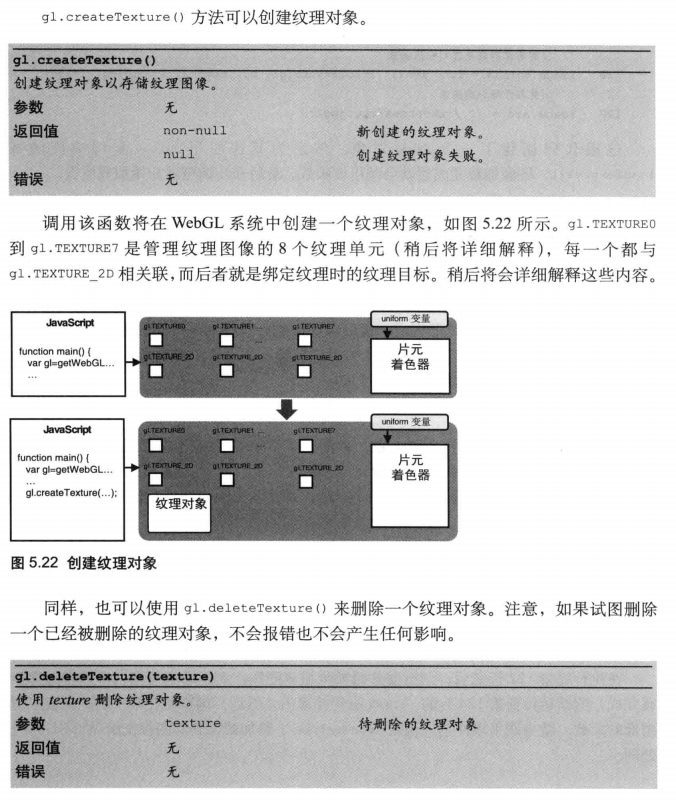 gl.createTexture() 方法可以创建纹理对象。
gl.createTexture()
创建纹理对象以存储纹理图像。
参数 无
返回值 non-null 新创建的纹理对象。
null 创建纹理对象失败。
错误 无
调用该函数将在 WebGL 系统中创建一个纹理对象，如图 5.22 所示。gl.TEXTURE0
到 gl.TEXTURE7 是管理纹理图像的 8 个纹理单元（稍后将详细解释），每一个都与
gl.TEXTURE_2D 相关联，而后者就是绑定纹理时的纹理目标。稍后将会详细解释这些内容。
JavaScript
function main() {
var gl=getWebGL...
...
gl.TEXTURE0 gl.TEXTURE1 ... gl.TEXTURE7
...
gl.TEXTURE_2D gl.TEXTURE_2D gl.TEXTURE_2D
uniform 变量
片元
着色器
JavaScript
function main() {
var gl=getWebGL...
...
gl.createTexture(...);
gl.TEXTURE0 gl.TEXTURE1 ... gl.TEXTURE7
gl.TEXTURE_2D gl.TEXTURE_2D gl.TEXTURE_2D
纹理对象
uniform 变量
片元
着色器
图 5.22 创建纹理对象
同样，也可以使用 gl.deleteTexture() 来删除一个纹理对象。注意，如果试图删除
一个已经被删除的纹理对象，不会报错也不会产生任何影响。
gl.deleteTexture(texture)
使用 texture 删除纹理对象。
参数 texture 待删除的纹理对象
返回值 无
错误 无